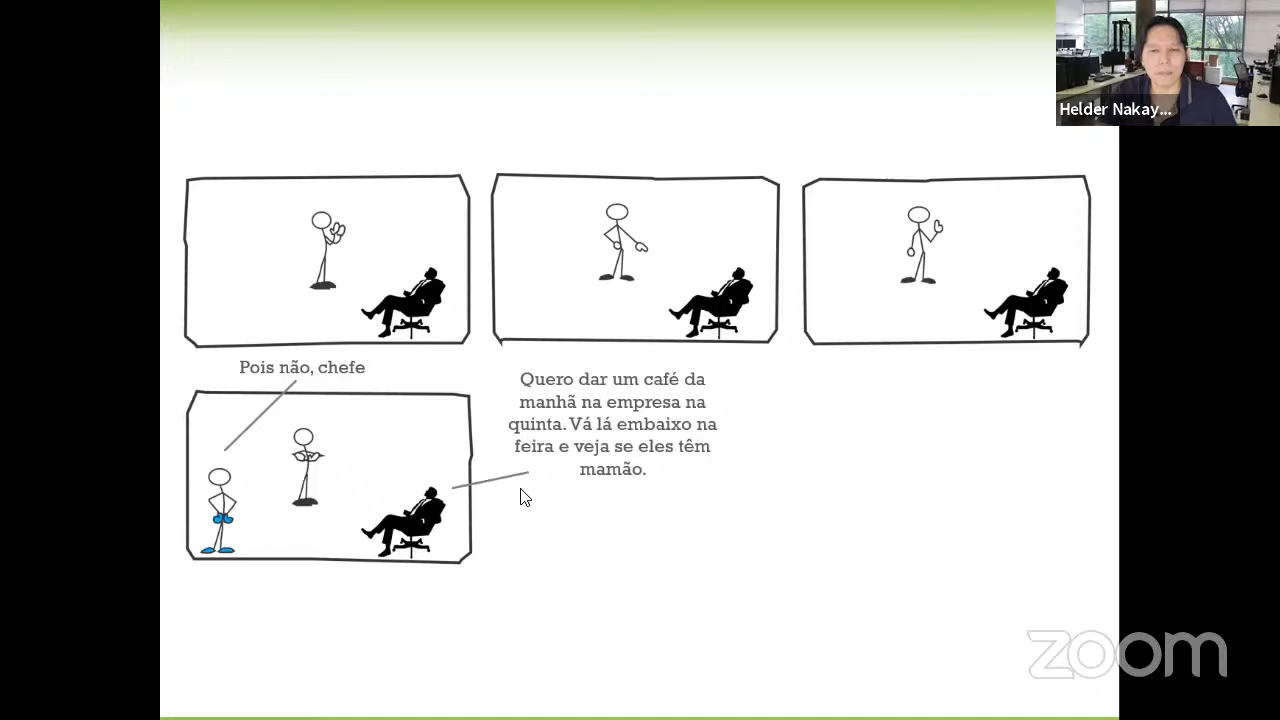 Helder Nakay...
Pois não, chefe
Quero dar um café da
manhã na empresa na
quinta. Vá lá embaixo na
feira e veja se eles têm
mamão.
zoom